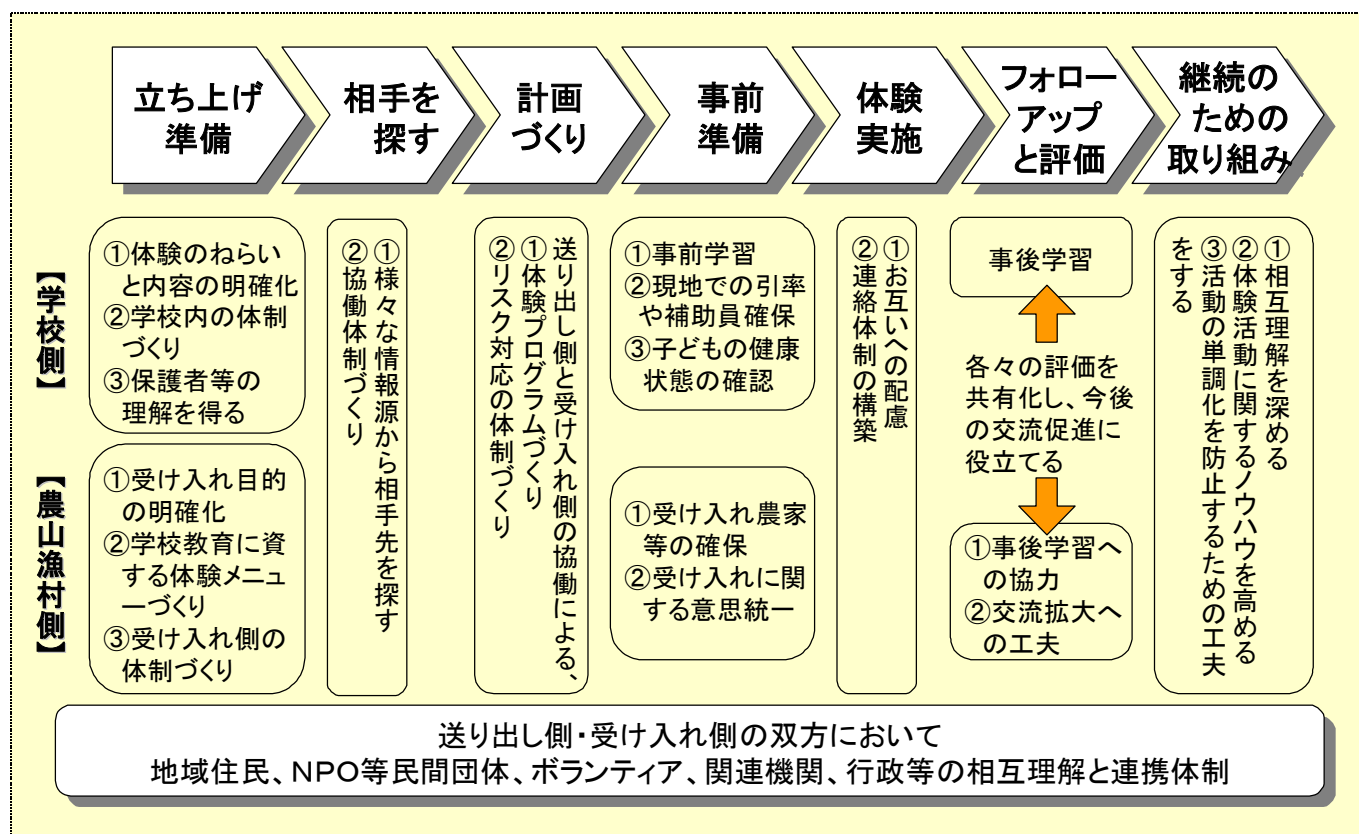 立ち上げ
準備
相手を
探す
計画
づくり
事前
準備
体験
実施
フォロー
アップ
と評価
継続の
ための
取り組み
【学校側】
①体験のねらい
と内容の明確化
②学校内の体制
づくり
③保護者等の
理解を得る
【農山漁村側】
①受け入れ目的
の明確化
②学校教育に資
する体験メニュ
ーづくり
③受け入れ側の
体制づくり
①様々な情報源から相手先を探す
②協働体制づくり
送り出し側と受け入れ側の協働による、
①体験プログラムづくり
②リスク対応の体制づくり
①事前学習
②現地での引率
や補助員確保
③子どもの健康
状態の確認
①受け入れ農家
等の確保
②受け入れに関
する意思統一
①お互いへの配慮
②連絡体制の構築
事後学習
各々の評価を
共有化し、今後
の交流促進に
役立てる
①事後学習へ
の協力
②交流拡大へ
の工夫
①相互理解を深める
②体験活動に関するノウハウを高める
③活動の単調化を防止するための工夫
をする
送り出し側・受け入れ側の双方において
地域住民、NPO等民間団体、ボランティア、関連機関、行政等の相互理解と連携体制